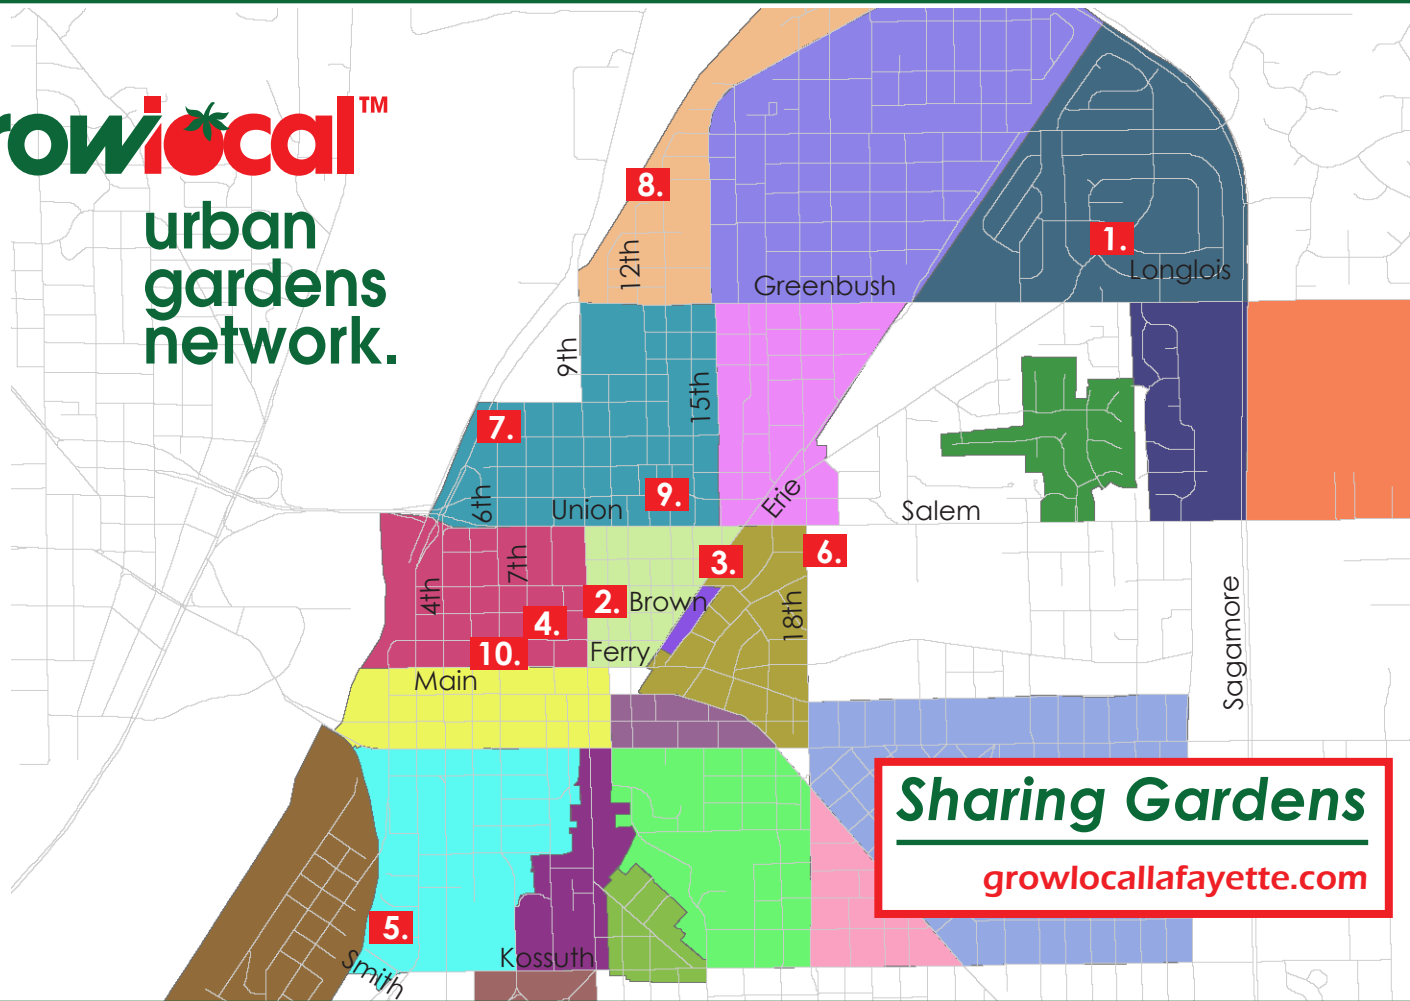 rowlocal™
urban
gardens
network.
8.
12th
1.
Longlois
Greenbush
9th
15th
7.
6th
Union
9.
Erie
Salem
4th
7th
3.
6.
2.
Brown
18th
4.
10.
Ferry
Main
Sagamore
Sharing Gardens
growlocallafayette.com
5.
Smith
Kossuth